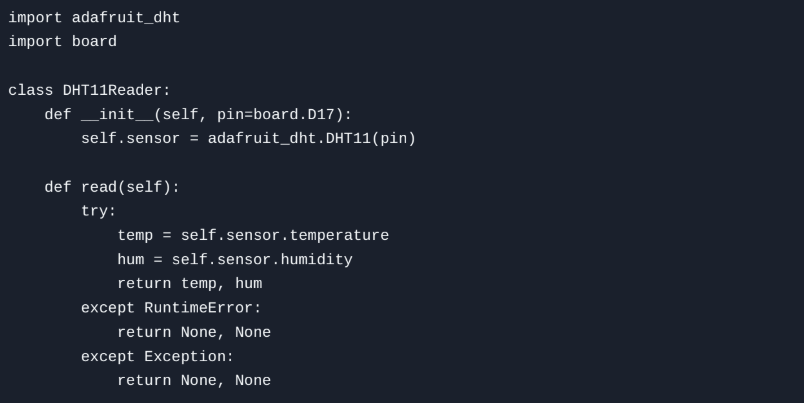 import adafruit_dht
import board

class DHT11Reader:
    def __init__(self, pin=board.D17):
        self.sensor = adafruit_dht.DHT11(pin)

    def read(self):
        try:
            temp = self.sensor.temperature
            hum = self.sensor.humidity
            return temp, hum
        except RuntimeError:
            return None, None
        except Exception:
            return None, None